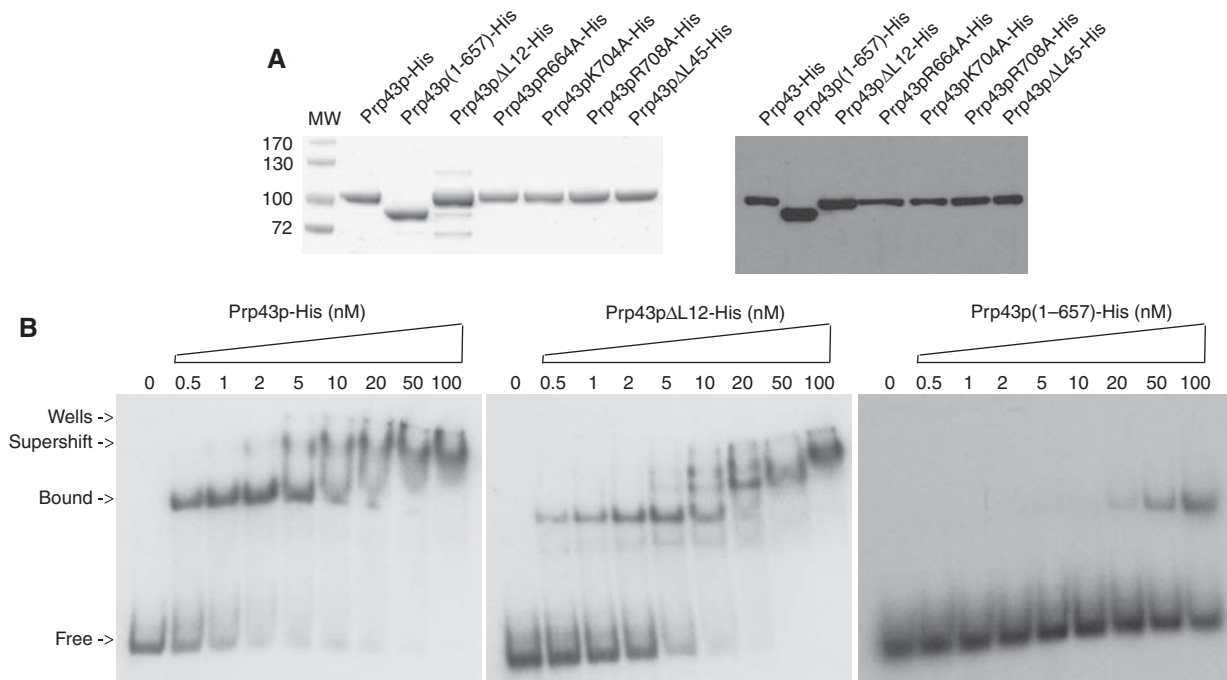 A
MW
Prp43p-His
Prp43p(1-657)-His
Prp43pΔL12-His
Prp43pR664A-His
Prp43pK704A-His
Prp43pR708A-His
Prp43pΔL45-His
170
130
100
72
Prp43-His
Prp43p(1-657)-His
Prp43pΔL12-His
Prp43pR664A-His
Prp43pK704A-His
Prp43pR708A-His
Prp43pΔL45-His
B
Prp43p-His (nM)
0 0.5 1 2 5 10 20 50 100
Prp43pΔL12-His (nM)
0 0.5 1 2 5 10 20 50 100
Prp43p(1–657)-His (nM)
0 0.5 1 2 5 10 20 50 100
Wells ->
Supershift ->
Bound ->
Free ->